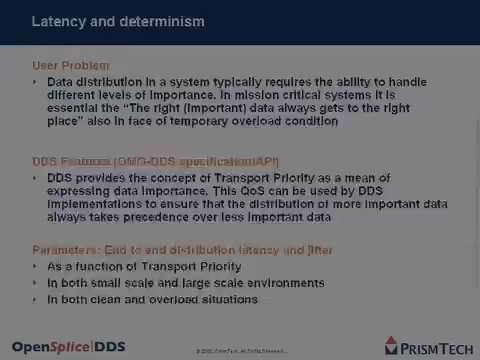 Latency and determinism
User Problem
Data distribution in a system typically requires the ability to handle
different levels of importance. In mission critical systems it is
essential the "The right (important) data always gets to the right
place" also in face of temporary overload condition
DDS Features (OMG-DDS specification/API)
DDS provides the concept of Transport Priority as a mean of
expressing data importance. This QoS can be used by DDS
implementations to ensure that the distribution of more important data
always takes precedence over less important data
Parameters: End to end distribution latency and jitter
As a function of Transport Priority
In both small scale and large scale environments
In both clean and overload situations
OpenSplice|DDS
PRISMTECH